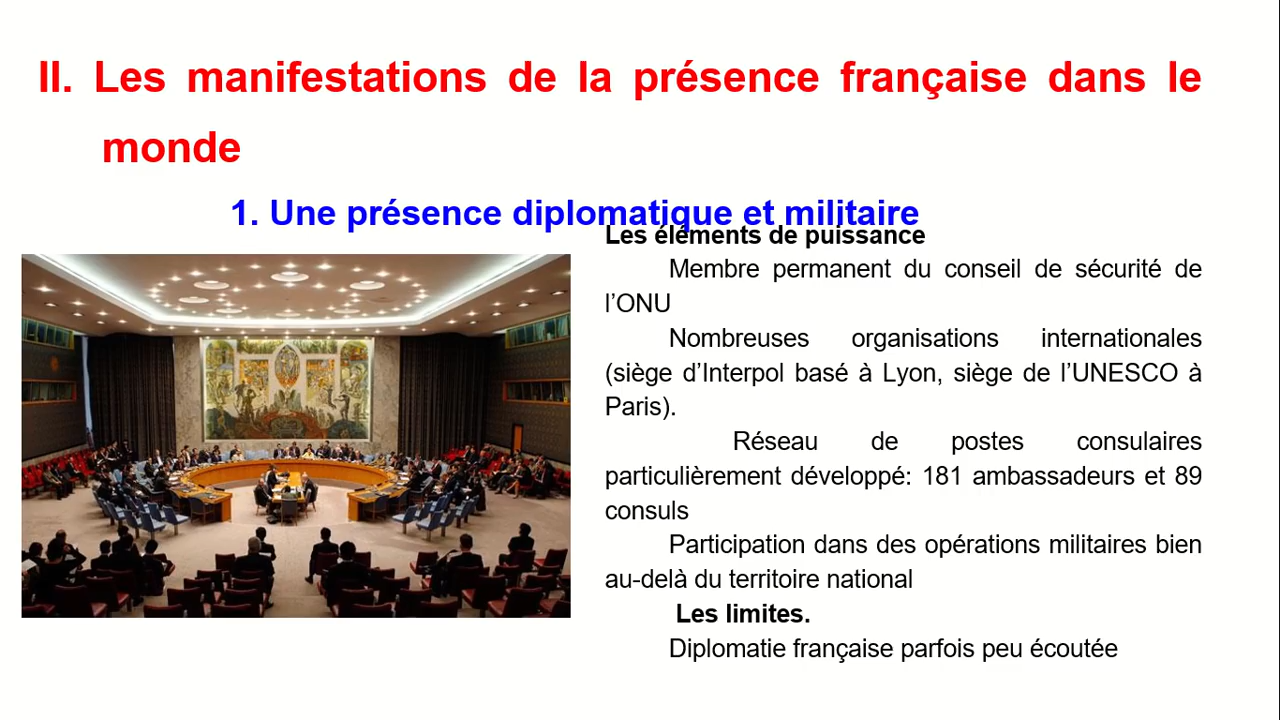 II. Les manifestations de la présence française dans le
monde
1. Une présence diplomatique et militaire
Les éléments de puissance
Membre permanent du conseil de sécurité de
l’ONU
Nombreuses organisations internationales
(siège d’Interpol basé à Lyon, siège de l’UNESCO à
Paris).
Réseau de postes consulaires
particulièrement développé: 181 ambassadeurs et 89
consuls
Participation dans des opérations militaires bien
au-delà du territoire national
Les limites.
Diplomatie française parfois peu écoutée